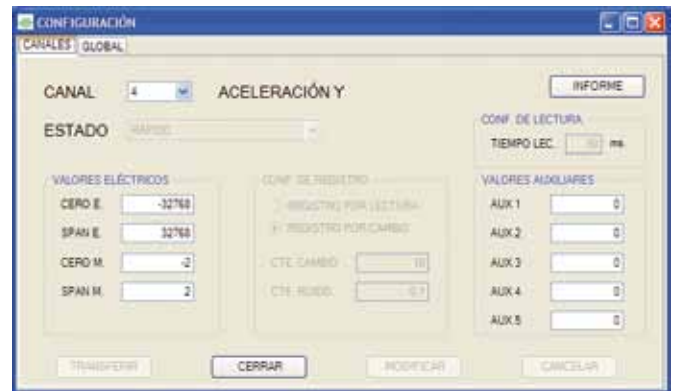 CONFIGURACIÓN
CANALES GLOBAL
CANAL 4 ACELERACIÓN Y INFORME
ESTADO RÁPIDO
CONF. DE LECTURA
TIEMPO LEC. ms.
VALORES ELÉCTRICOS
CERO E. -32768
SPAN E. 32768
CERO M. -2
SPAN M. 2
CONF. DE REGISTRO
REGISTRO POR LECTURA
REGISTRO POR CAMBIO
CTE. CAMBIO 10
CTE. RUIDO 0.1
VALORES AUXILIARES
AUX 1 0
AUX 2 0
AUX 3 0
AUX 4 0
AUX 5 0
TRANSFERIR CERRAR MODIFICAR CANCELAR